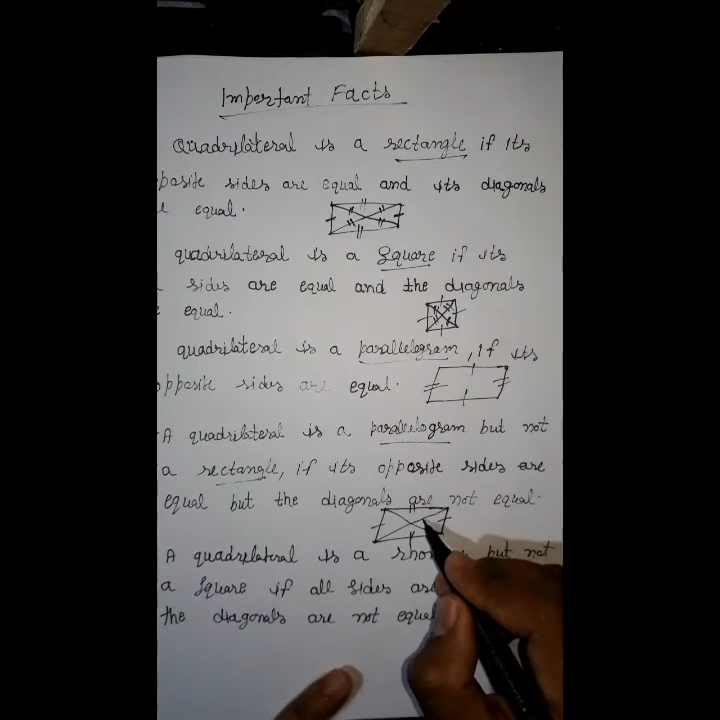 Important Facts
Quadrilateral is a rectangle if its
posite sides are equal and its diagonals
equal.
quadrilateral is a Square if its
sides are equal and the diagonals
equal.
quadrilateral is a parallelogram, if its
opposite sides are equal.
A quadrilateral is a parallelogram but not
a rectangle, if its opposite sides are
equal but the diagonals are not equal.
A quadrilateral is a but not
a Square if all sides are
the diagonals are not equal